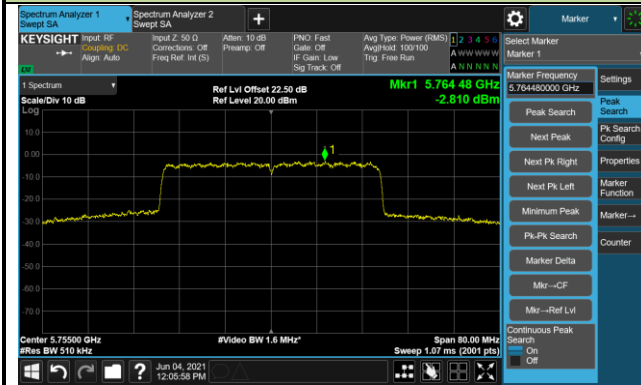 Spectrum Analyzer 1
Swept SA
Spectrum Analyzer 2
Swept SA
+
Marker
KEYSIGHT Input: RF
Coupling: DC
Align: Auto
Input Z: 50 Ω
Corrections: Off
Freq Ref: Int (S)
Atten: 10 dB
Preamp: Off
PNO: Fast
Gate: Off
IF Gain: Low
Sig Track: Off
Avg Type: Power (RMS)
Avg|Hold: 100/100
Trig: Free Run
1 2 3 4 5 6
A W W W W W
A N N N N N
Select Marker
Marker 1
1 Spectrum
Scale/Div 10 dB
Log
Ref Lvl Offset 22.50 dB
Ref Level 20.00 dBm
Mkr1 5.764 48 GHz
-2.810 dBm
10.0
0.00
-10.0
-20.0
-30.0
-40.0
-50.0
-60.0
-70.0
1
Center 5.75500 GHz
#Res BW 510 kHz
#Video BW 1.6 MHz*
Span 80.00 MHz
Sweep 1.07 ms (2001 pts)
Marker Frequency
5.764480000 GHz
Peak Search
Next Peak
Next Pk Right
Next Pk Left
Minimum Peak
Pk-Pk Search
Marker Delta
Mkr→CF
Mkr→Ref Lvl
Continuous Peak
Search
On
Off
Settings
Peak
Search
Pk Search
Config
Properties
Marker
Function
Marker→
Counter
?
Jun 04, 2021
12:05:58 PM